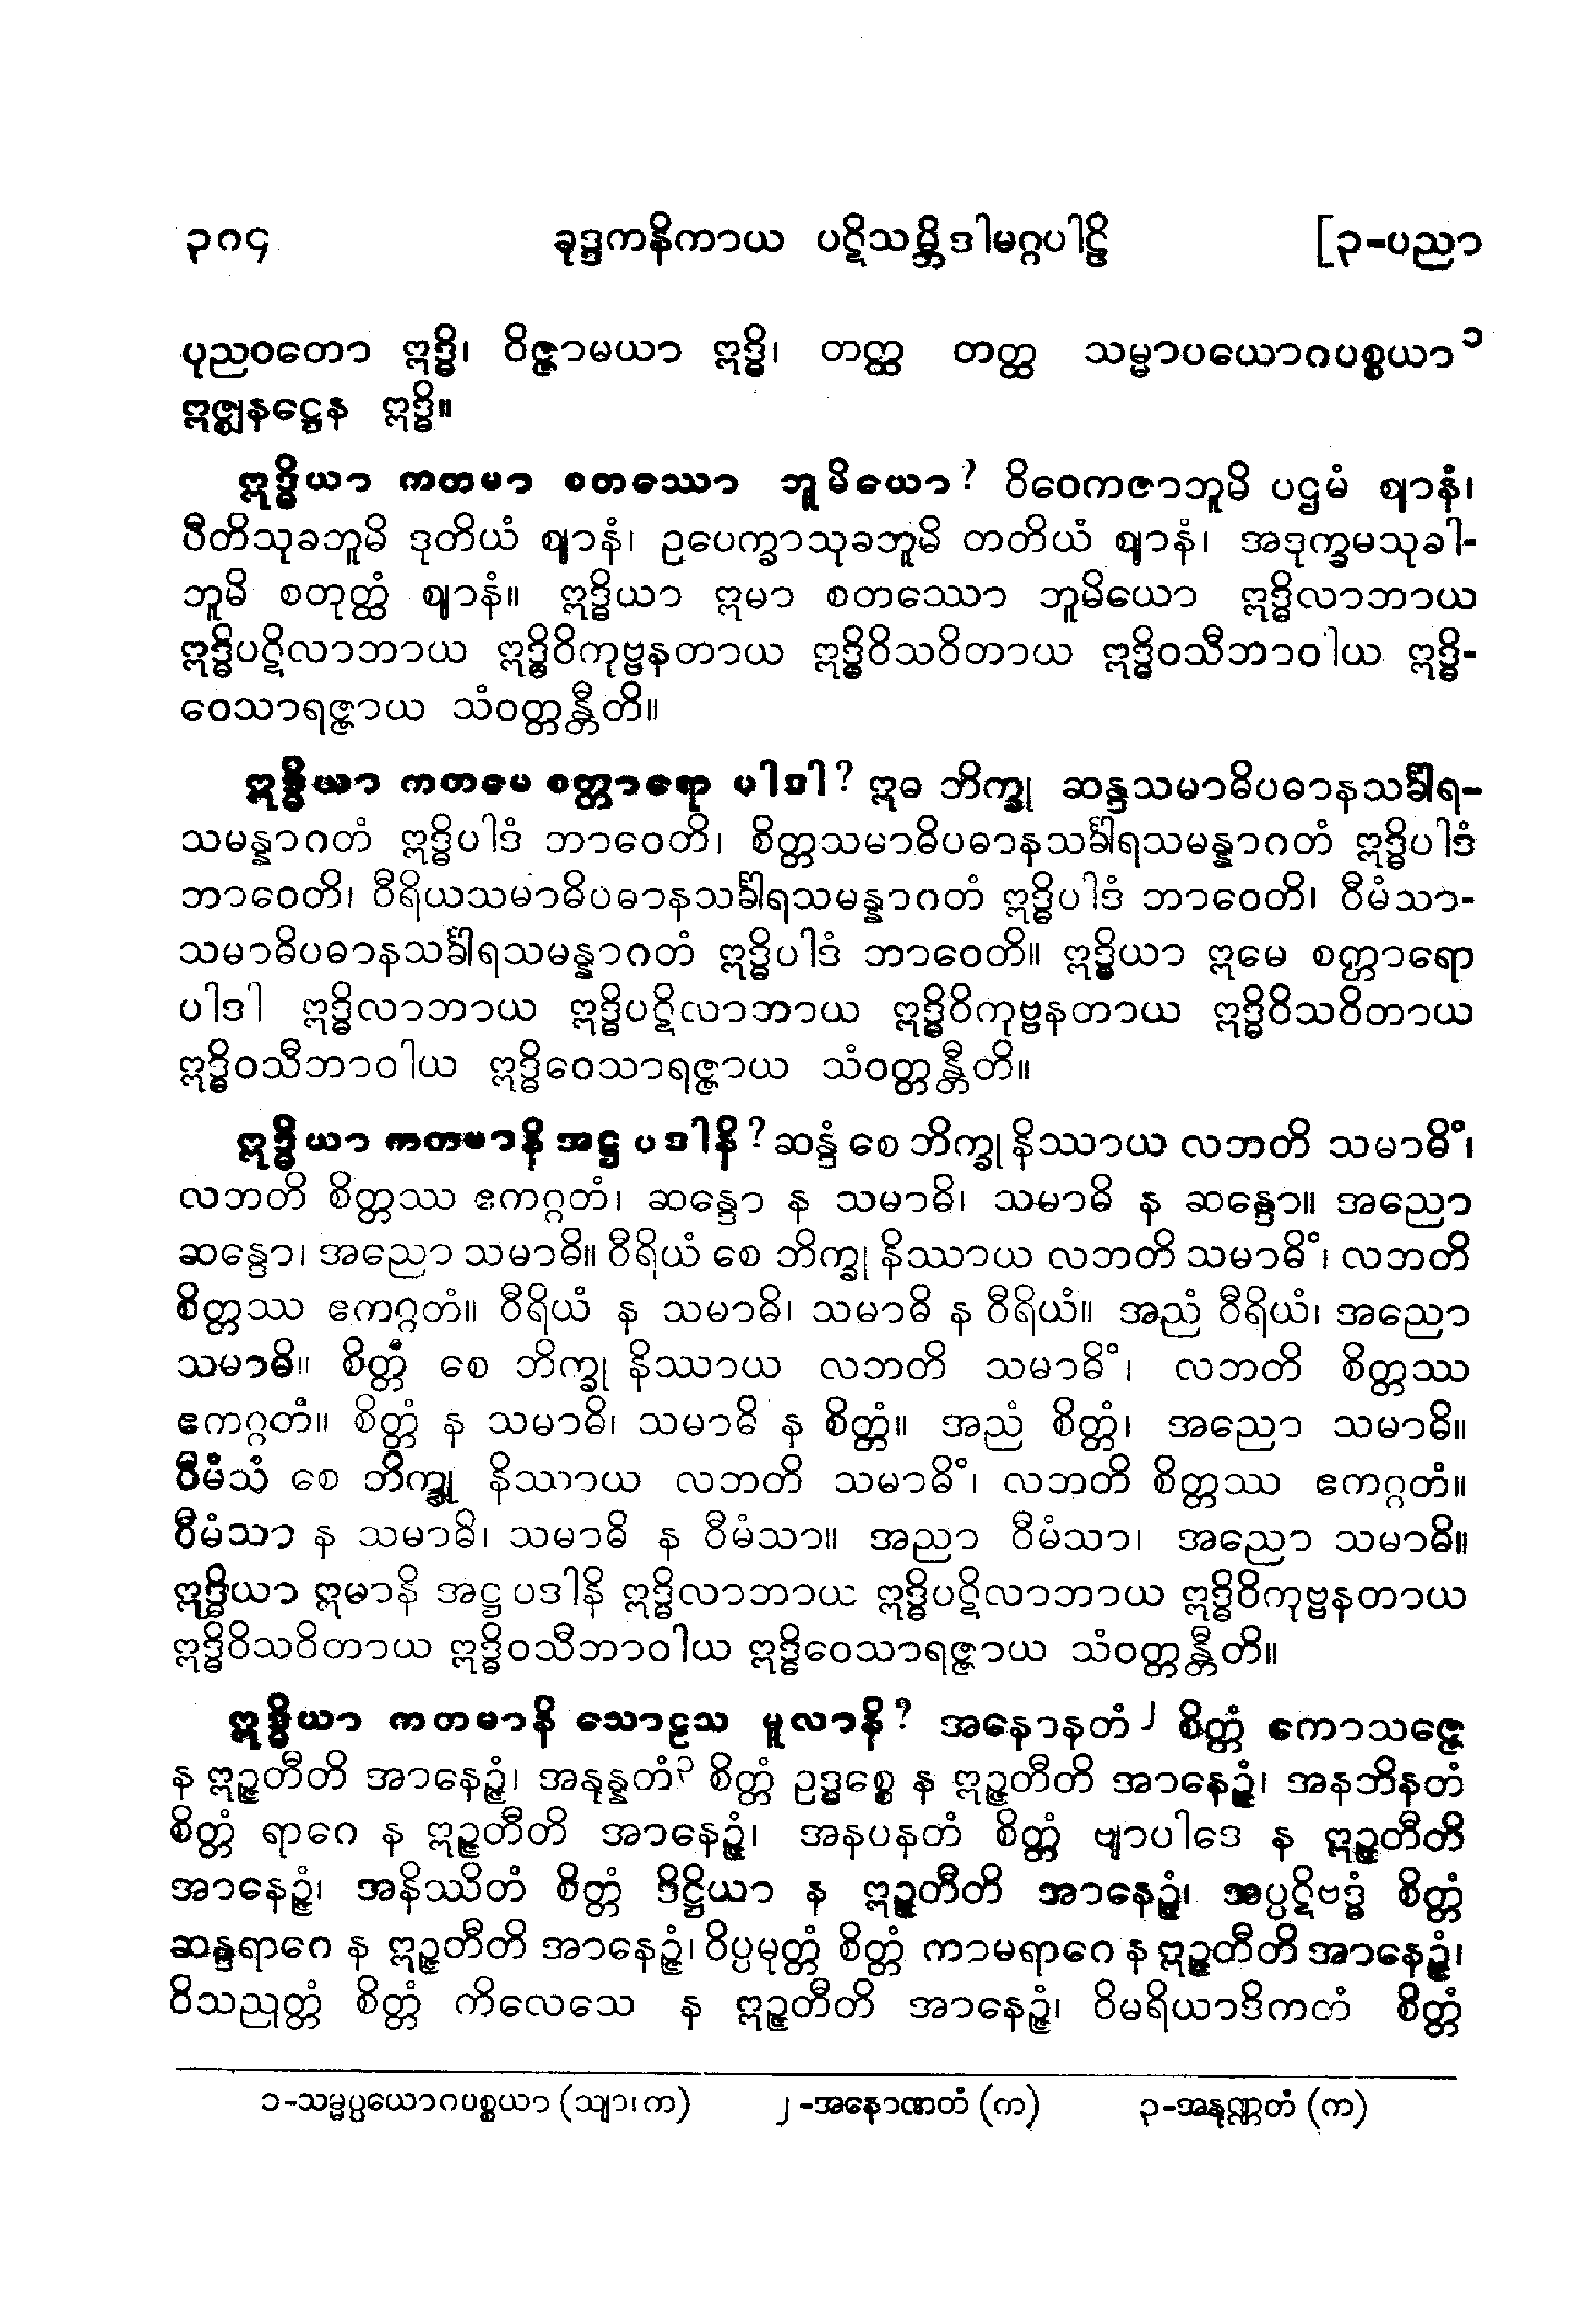 ၃၈၄ ခုဒ္ဒကနိကာယ ပဋိသမ္ဘိဒါမဂ္ဂပါဠိ [၃-ပညာ
ပုညဝတော ဣဒ္ဓိ၊ ဝိဇ္ဇာမယာ ဣဒ္ဓိ၊ တတ္ထ တတ္ထ သမ္မာပယောဂပစ္စယာ ၁
ဣဇ္ဈနဋ္ဌေန ဣဒ္ဓိ။
ဣဒ္ဓိယာ ကတမာ စတဿော ဘူမိယော? ဝိဝေကဇာဘူမိ ပဌမံ ဈာနံ၊
ပီတိသုခဘူမိ ဒုတိယံ ဈာနံ၊ ဥပေက္ခာသုခဘူမိ တတိယံ ဈာနံ၊ အဒုက္ခမသုခါ-
ဘူမိ စတုတ္ထံ ဈာနံ။ ဣဒ္ဓိယာ ဣမာ စတဿော ဘူမိယော ဣဒ္ဓိလာဘာယ
ဣဒ္ဓိပဋိလာဘာယ ဣဒ္ဓိဝိကုဗ္ဗနတာယ ဣဒ္ဓိဝိသဝိတာယ ဣဒ္ဓိဝသီဘာဝါယ ဣဒ္ဓိ-
ဝေသာရဇ္ဇာယ သံဝတ္တန္တီတိ။
ဣဒ္ဓိယာ ကတမေ စတ္တာရော ပါဒါ? ဣဓ ဘိက္ခု ဆန္ဒသမာဓိပဓာနသင်္ခါရ-
သမန္နာဂတံ ဣဒ္ဓိပါဒံ ဘာဝေတိ၊ စိတ္တသမာဓိပဓာနသင်္ခါရသမန္နာဂတံ ဣဒ္ဓိပါဒံ
ဘာဝေတိ၊ ဝီရိယသမာဓိပဓာနသင်္ခါရသမန္နာဂတံ ဣဒ္ဓိပါဒံ ဘာဝေတိ၊ ဝီမံသာ-
သမာဓိပဓာနသင်္ခါရသမန္နာဂတံ ဣဒ္ဓိပါဒံ ဘာဝေတိ။ ဣဒ္ဓိယာ ဣမေ စတ္တာရော
ပါဒါ ဣဒ္ဓိလာဘာယ ဣဒ္ဓိပဋိလာဘာယ ဣဒ္ဓိဝိကုဗ္ဗနတာယ ဣဒ္ဓိဝိသဝိတာယ
ဣဒ္ဓိဝသီဘာဝါယ ဣဒ္ဓိဝေသာရဇ္ဇာယ သံဝတ္တန္တီတိ။
ဣဒ္ဓိယာ ကတမာနိ အဋ္ဌ ပဒါနိ? ဆန္ဒံ စေ ဘိက္ခု နိဿာယ လဘတိ သမာဓိံ၊
လဘတိ စိတ္တဿ ဧကဂ္ဂတံ၊ ဆန္ဒော န သမာဓိ၊ သမာဓိ န ဆန္ဒော။ အညော
ဆန္ဒော၊ အညော သမာဓိ။ ဝီရိယံ စေ ဘိက္ခု နိဿာယ လဘတိ သမာဓိံ၊ လဘတိ
စိတ္တဿ ဧကဂ္ဂတံ။ ဝီရိယံ န သမာဓိ၊ သမာဓိ န ဝီရိယံ။ အညံ ဝီရိယံ၊ အညော
သမာဓိ။ စိတ္တံ စေ ဘိက္ခု နိဿာယ လဘတိ သမာဓိံ၊ လဘတိ စိတ္တဿ
ဧကဂ္ဂတံ။ စိတ္တံ န သမာဓိ၊ သမာဓိ န စိတ္တံ။ အညံ စိတ္တံ၊ အညော သမာဓိ။
ဝီမံသံ စေ ဘိက္ခု နိဿာယ လဘတိ သမာဓိံ၊ လဘတိ စိတ္တဿ ဧကဂ္ဂတံ။
ဝီမံသာ န သမာဓိ၊ သမာဓိ န ဝီမံသာ။ အညာ ဝီမံသာ၊ အညော သမာဓိ။
ဣဒ္ဓိယာ ဣမာနိ အဋ္ဌ ပဒါနိ ဣဒ္ဓိလာဘာယ ဣဒ္ဓိပဋိလာဘာယ ဣဒ္ဓိဝိကုဗ္ဗနတာယ
ဣဒ္ဓိဝိသဝိတာယ ဣဒ္ဓိဝသီဘာဝါယ ဣဒ္ဓိဝေသာရဇ္ဇာယ သံဝတ္တန္တီတိ။
ဣဒ္ဓိယာ ကတမာနိ သောဠသ မူလာနိ? အနောနတံ ၂ စိတ္တံ ကောသဇ္ဇေ
န ဣဉ္ဇတီတိ အာနေဉ္ဇံ၊ အနုန္နတံ ၃ စိတ္တံ ဥဒ္ဓစ္စေ န ဣဉ္ဇတီတိ အာနေဉ္ဇံ၊ အနဘိနတံ
စိတ္တံ ရာဂေ န ဣဉ္ဇတီတိ အာနေဉ္ဇံ၊ အနပနတံ စိတ္တံ ဗျာပါဒေ န ဣဉ္ဇတီတိ
အာနေဉ္ဇံ၊ အနိဿိတံ စိတ္တံ ဒိဋ္ဌိယာ န ဣဉ္ဇတီတိ အာနေဉ္ဇံ၊ အပ္ပဋိဗဒ္ဓံ စိတ္တံ
ဆန္ဒရာဂေ န ဣဉ္ဇတီတိ အာနေဉ္ဇံ၊ ဝိပ္ပမုတ္တံ စိတ္တံ ကာမရာဂေ န ဣဉ္ဇတီတိ အာနေဉ္ဇံ၊
ဝိသညုတ္တံ စိတ္တံ ကိလေသေ န ဣဉ္ဇတီတိ အာနေဉ္ဇံ၊ ဝိမရိယာဒိကတံ စိတ္တံ
၁-သမ္မပ္ပယောဂပစ္စယာ (သျာ၊ က) ၂-အနောဏတံ (က) ၃-အနုဏ္ဏတံ (က)